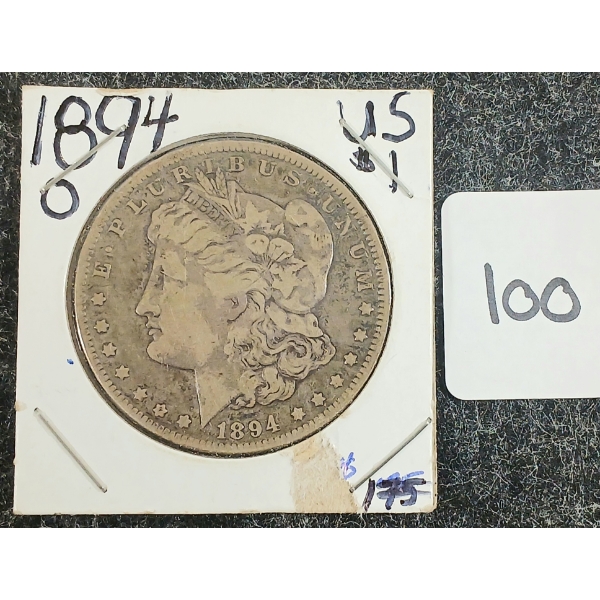 1894 US
O $1
E·PLURIBUS·UNUM
LIBERTY
1894
$
175
100